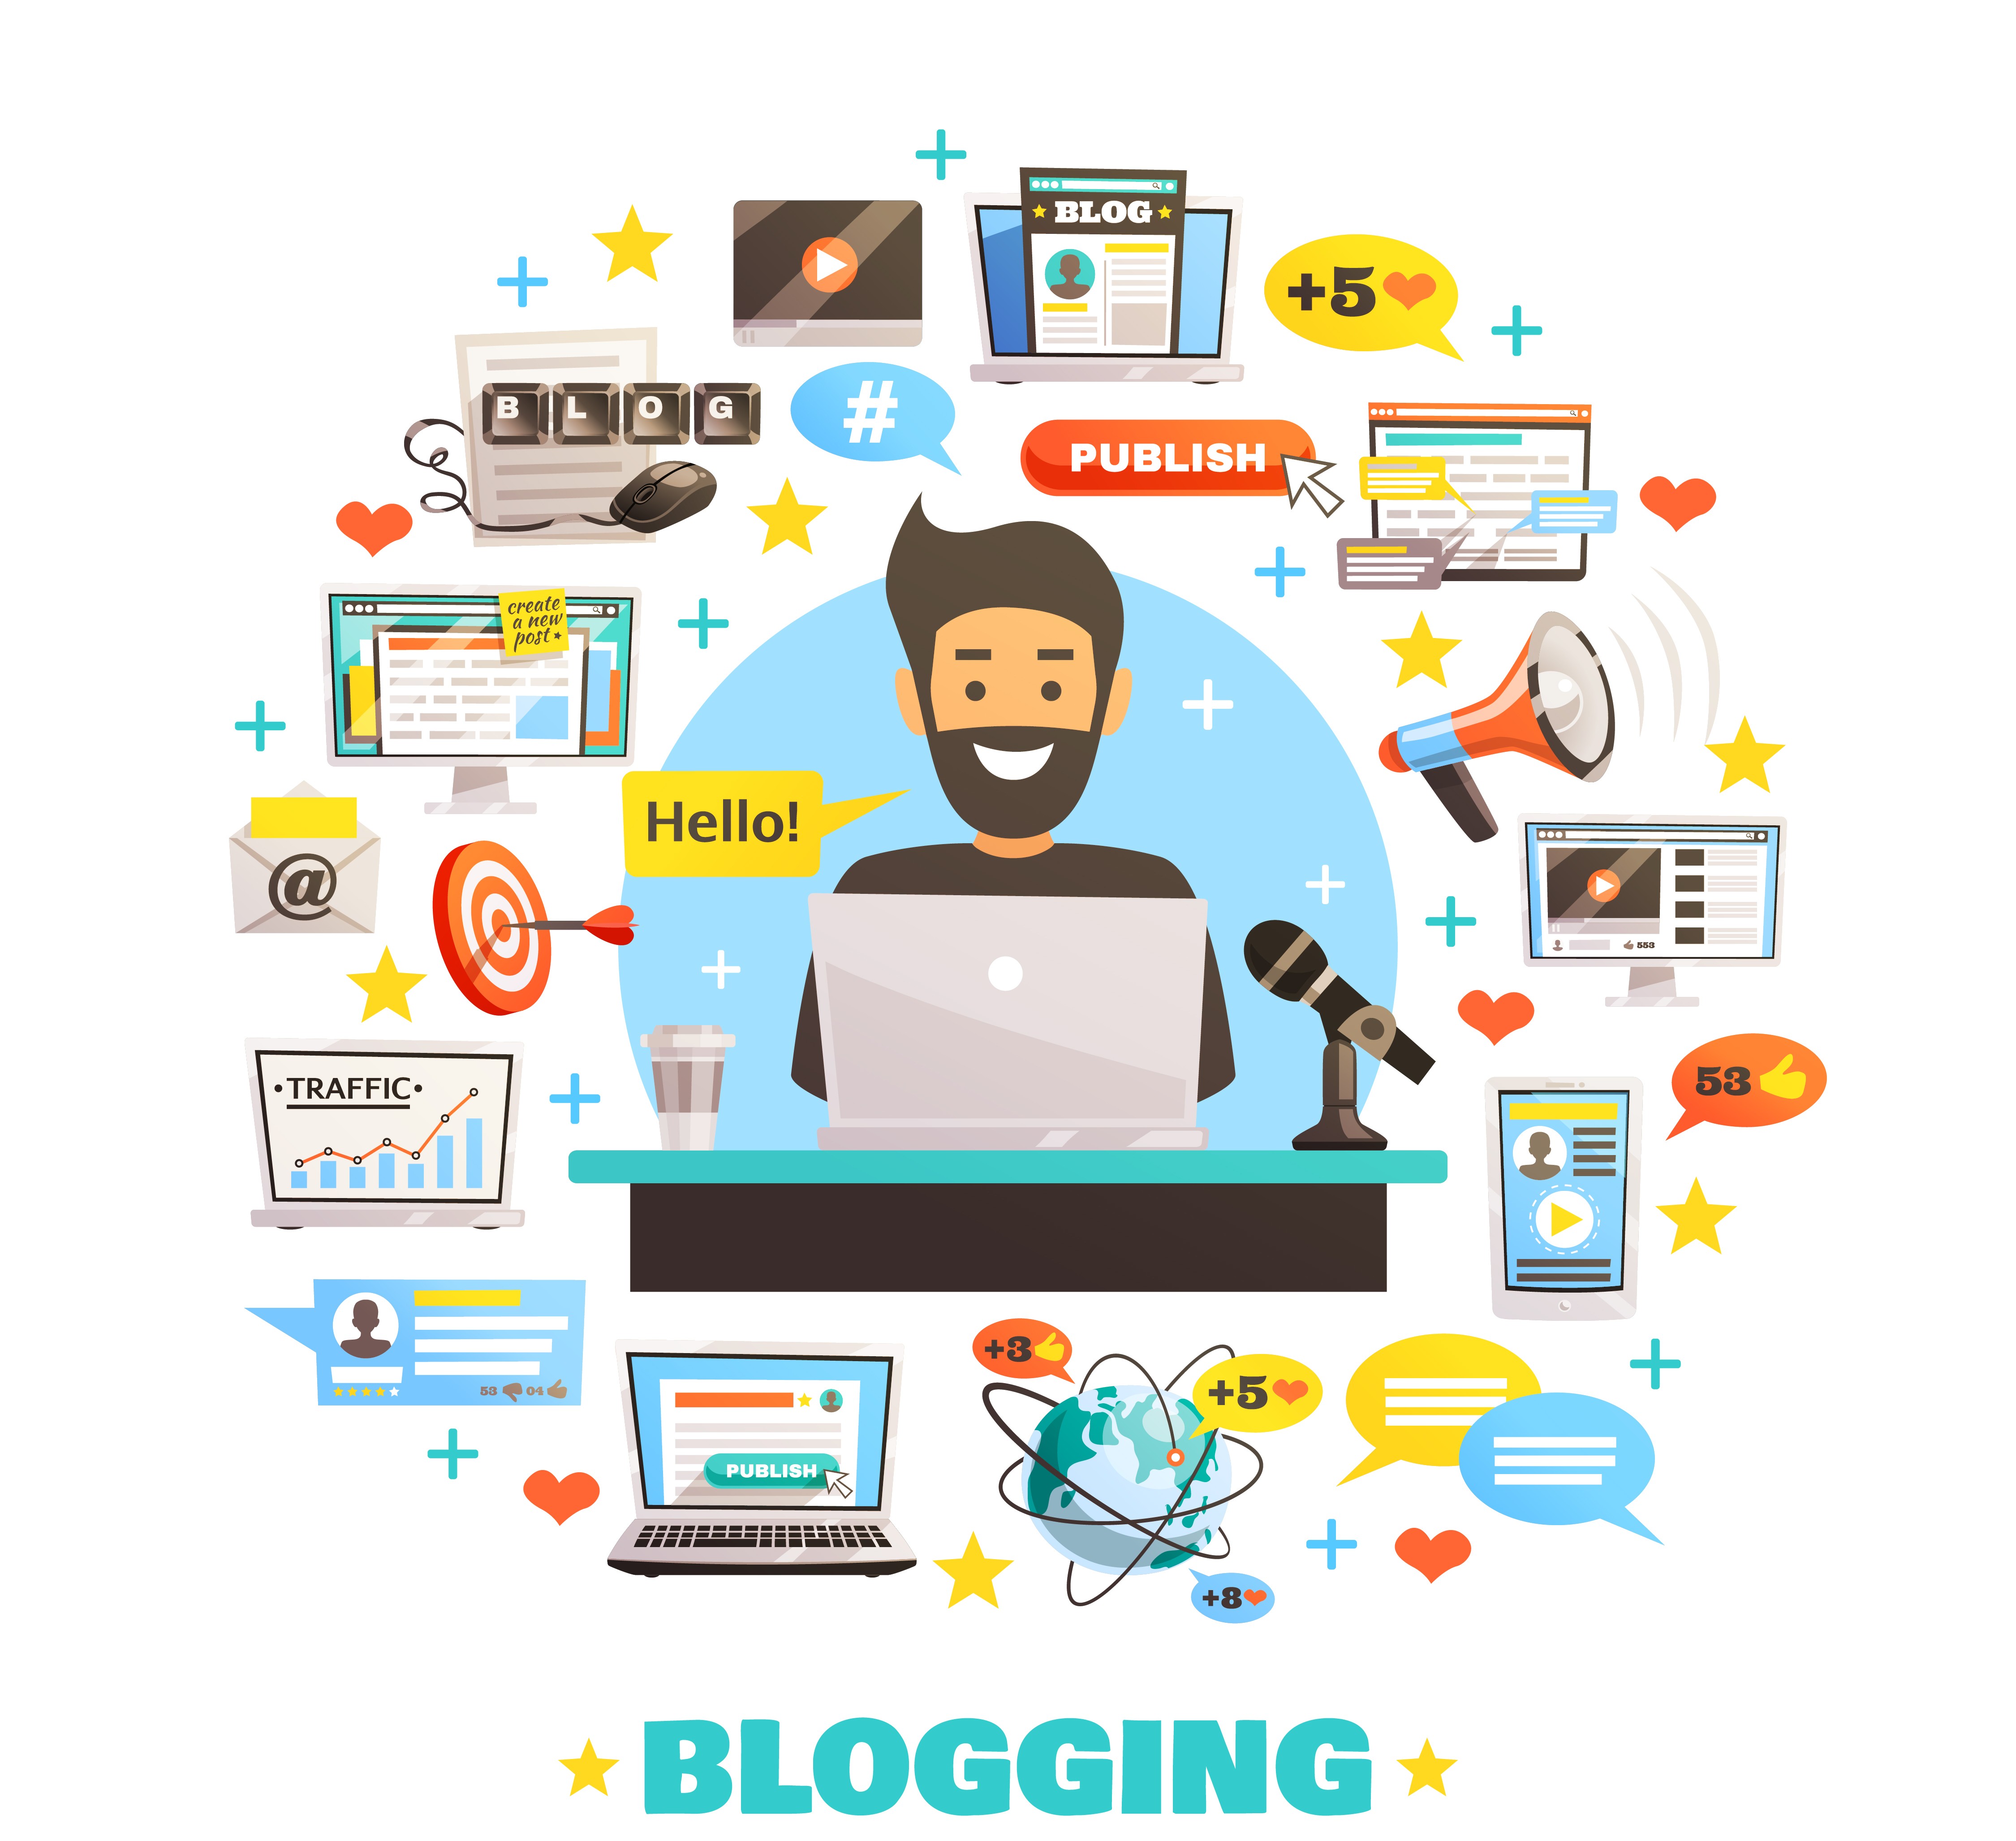 BLOG
+5
B L O G
#
PUBLISH
create
a new
post
Hello!
@
553
TRAFFIC
53
53 04
+3
+5
PUBLISH
+8
BLOGGING